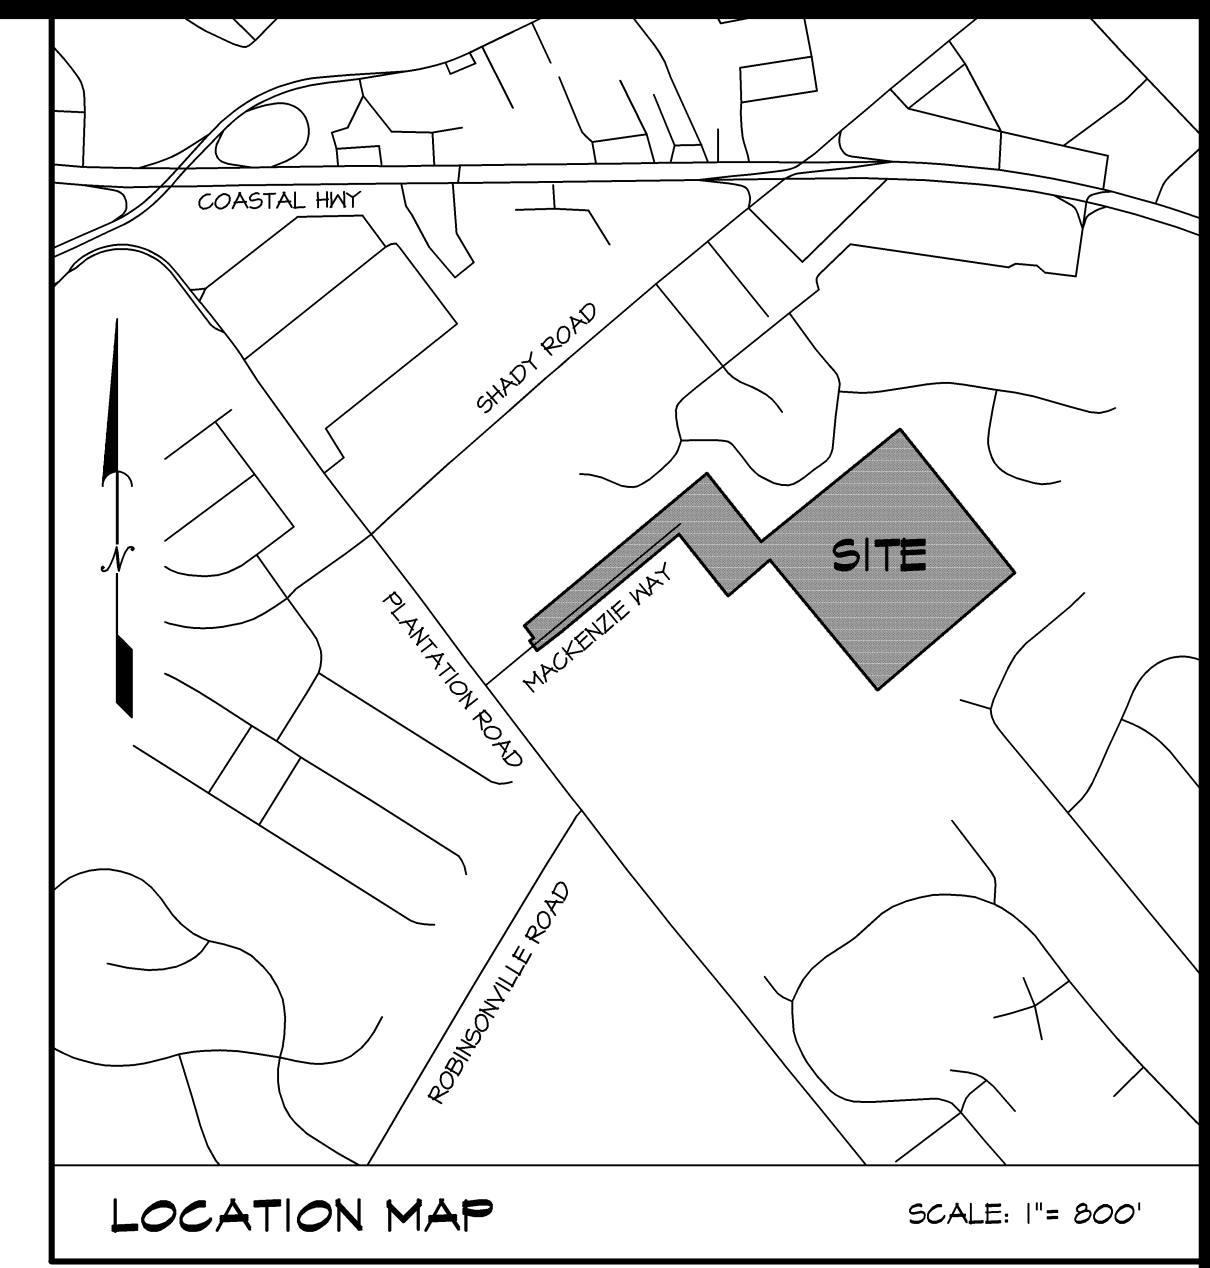 COASTAL HWY
SHADY ROAD
N
SITE
MACKENZIE WAY
PLANTATION ROAD
ROBINSONVILLE ROAD
LOCATION MAP
SCALE: 1"= 800'